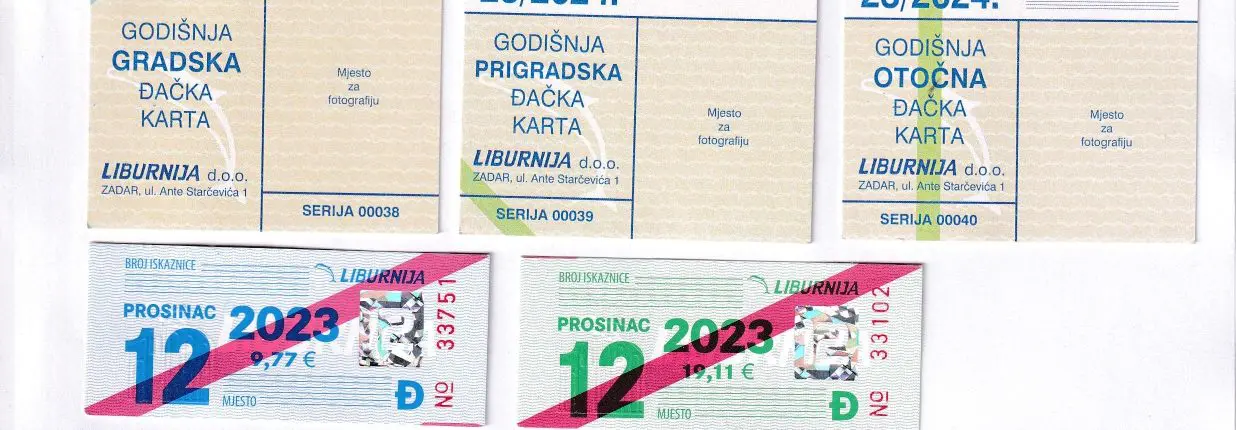 GODIŠNJA
GRADSKA
ĐAČKA
KARTA
LIBURNIJA d.o.o.
ZADAR, ul. Ante Starčevića 1
Mjesto
za
fotografiju
SERIJA 00038
GODIŠNJA
PRIGRADSKA
ĐAČKA
KARTA
LIBURNIJA d.o.o.
ZADAR, ul. Ante Starčevića 1
SERIJA 00039
Mjesto
za
fotografiju
GODIŠNJA
OTOČNA
ĐAČKA
KARTA
LIBURNIJA d.o.o.
ZADAR, ul. Ante Starčevića 1
SERIJA 00040
Mjesto
za
fotografiju
BROJ ISKAZNICE
LIBURNIJA
PROSINAC
12
2023
9,77 €
MJESTO
Đ
No 33751
BROJ ISKAZNICE
LIBURNIJA
PROSINAC
12
2023
19,11 €
MJESTO
Đ
No 33102